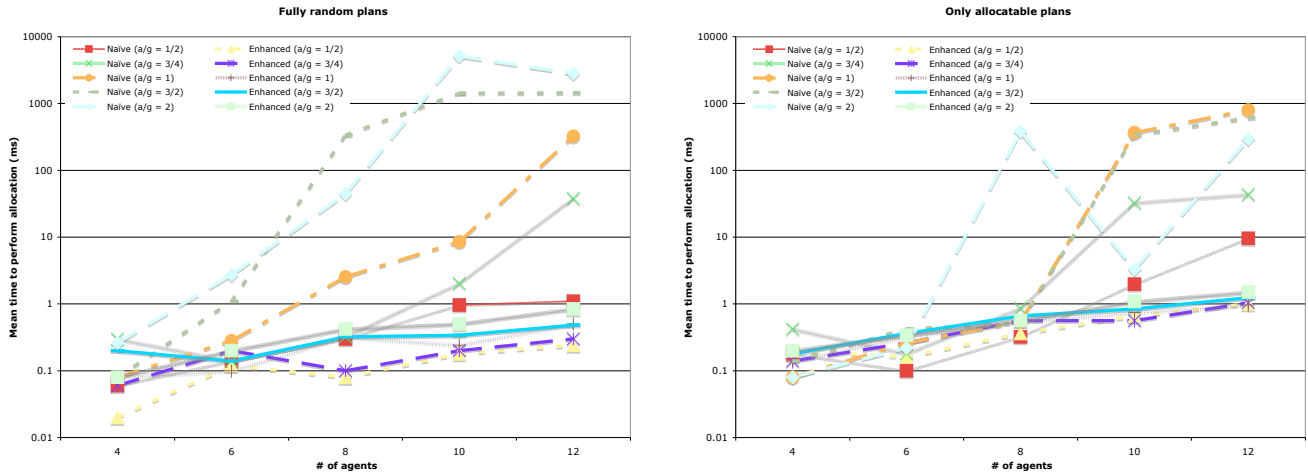 Fully random plans
10000
1000
100
10
1
0.1
0.01
Mean time to perform allocation (ms)
Naïve (a/g = 1/2)
Naïve (a/g = 3/4)
Naïve (a/g = 1)
Naïve (a/g = 3/2)
Naïve (a/g = 2)
Enhanced (a/g = 1/2)
Enhanced (a/g = 3/4)
Enhanced (a/g = 1)
Enhanced (a/g = 3/2)
Enhanced (a/g = 2)
4 6 8 10 12
# of agents
Only allocatable plans
10000
1000
100
10
1
0.1
0.01
Mean time to perform allocation (ms)
Naïve (a/g = 1/2)
Naïve (a/g = 3/4)
Naïve (a/g = 1)
Naïve (a/g = 3/2)
Naïve (a/g = 2)
Enhanced (a/g = 1/2)
Enhanced (a/g = 3/4)
Enhanced (a/g = 1)
Enhanced (a/g = 3/2)
Enhanced (a/g = 2)
4 6 8 10 12
# of agents